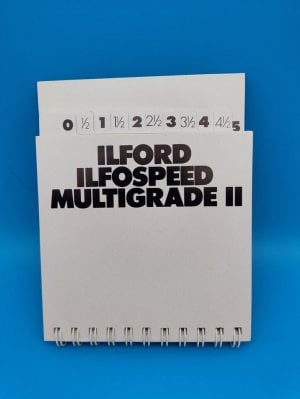 0 ½ 1 1½ 2 2½ 3 3½ 4 4½ 5
ILFORD
ILFOSPEED
MULTIGRADE II